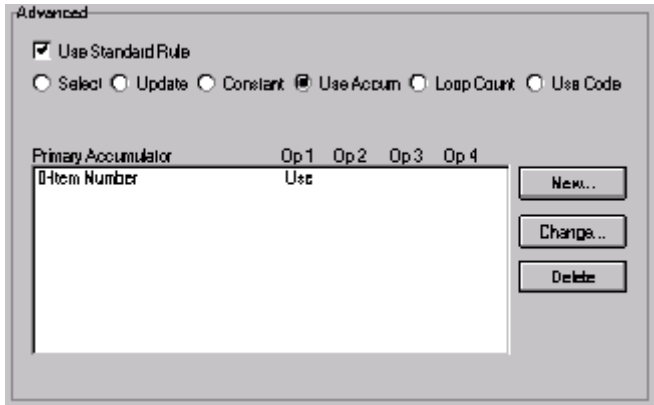 Advanced
Use Standard Rule
Select Update Constant Use Accum Loop Count Use Code
Primary Accumulator Op 1 Op 2 Op 3 Op 4
0-Item Number Use
New...
Change...
Delete